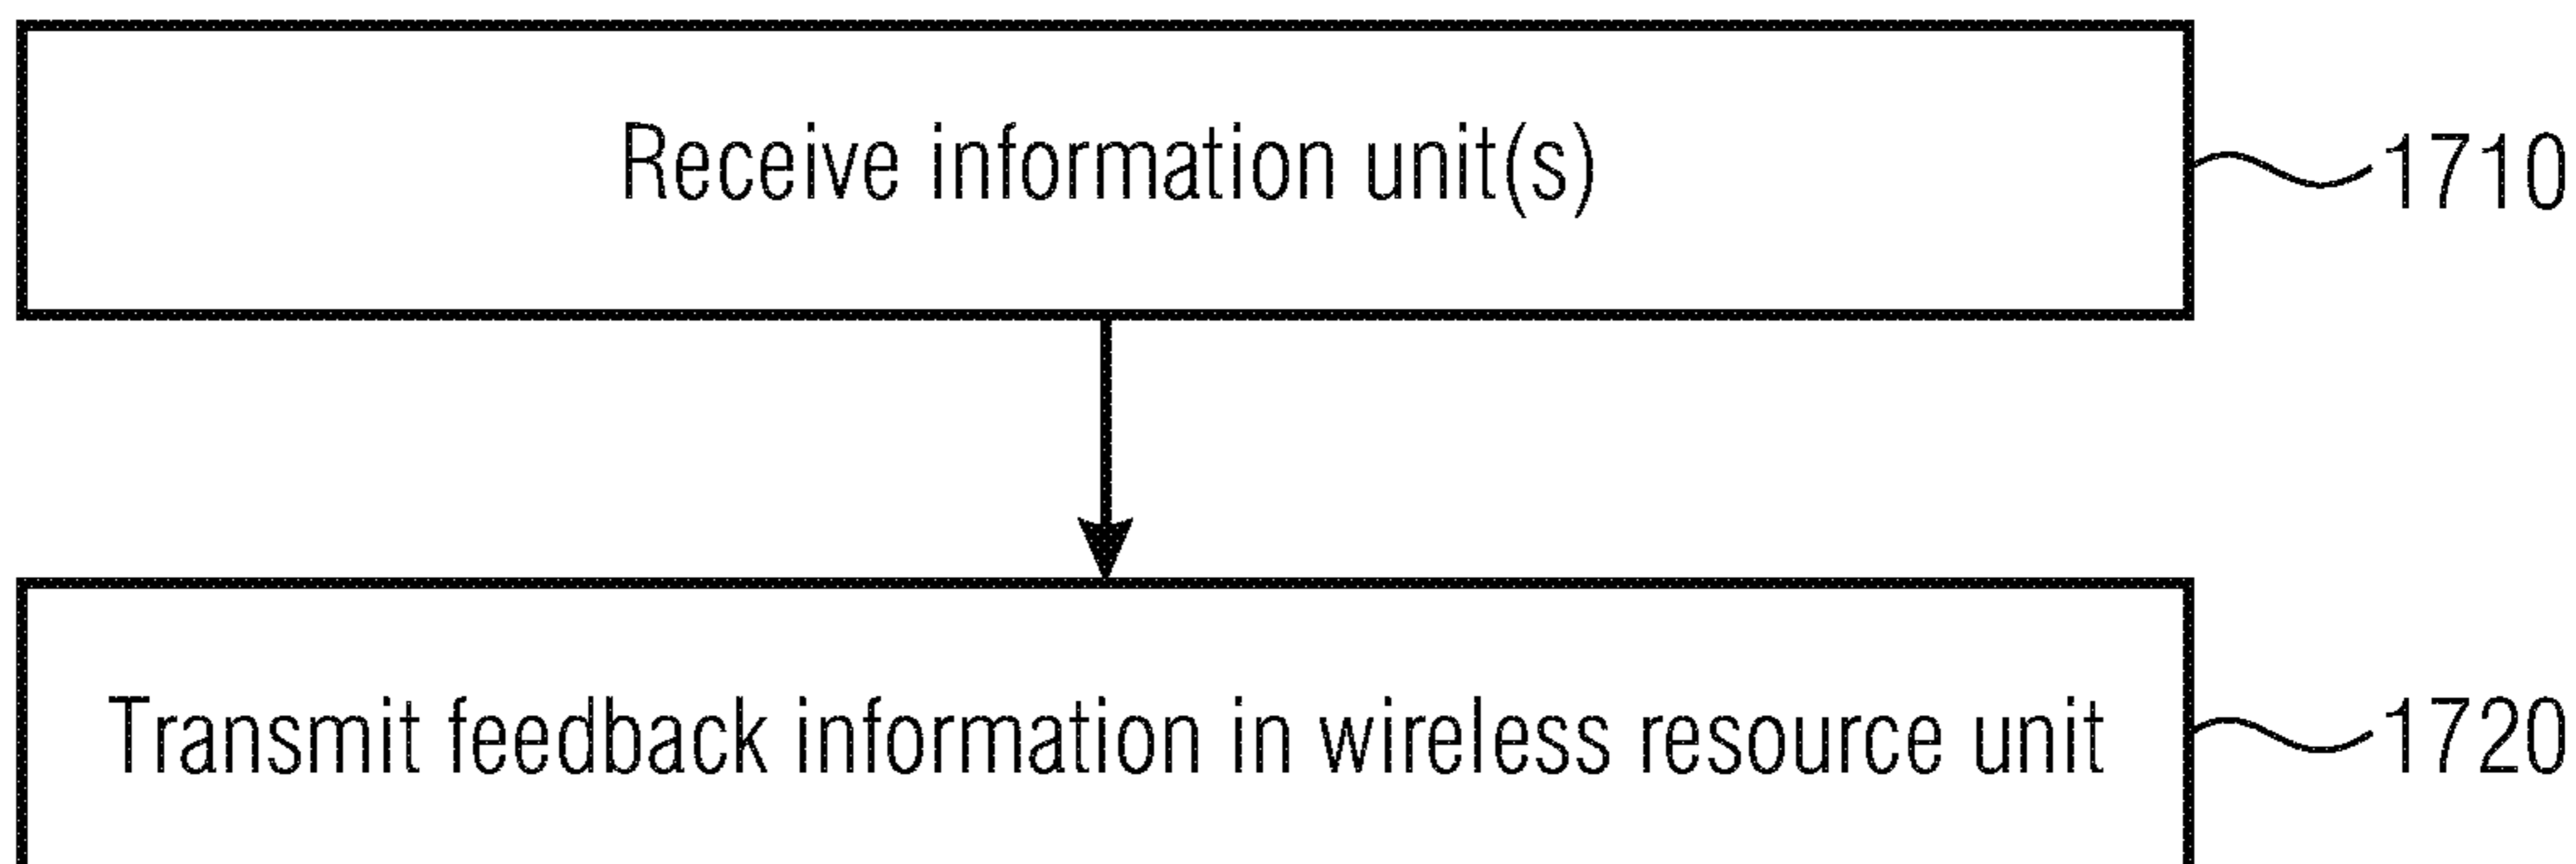 Receive information unit(s)
1710
Transmit feedback information in wireless resource unit
1720